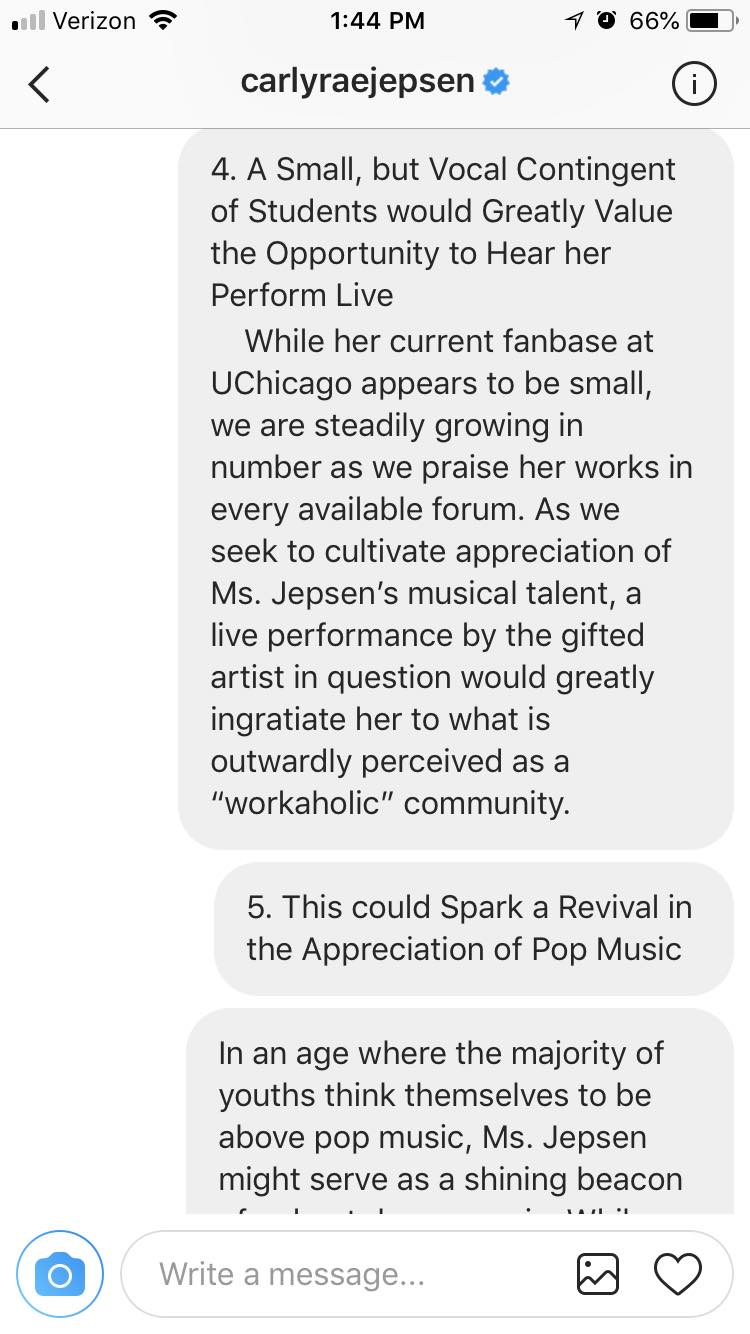 Verizon 1:44 PM 66%
carlyraejepsen
4. A Small, but Vocal Contingent
of Students would Greatly Value
the Opportunity to Hear her
Perform Live
While her current fanbase at
UChicago appears to be small,
we are steadily growing in
number as we praise her works in
every available forum. As we
seek to cultivate appreciation of
Ms. Jepsen’s musical talent, a
live performance by the gifted
artist in question would greatly
ingratiate her to what is
outwardly perceived as a
“workaholic” community.
5. This could Spark a Revival in
the Appreciation of Pop Music
In an age where the majority of
youths think themselves to be
above pop music, Ms. Jepsen
might serve as a shining beacon
Write a message...